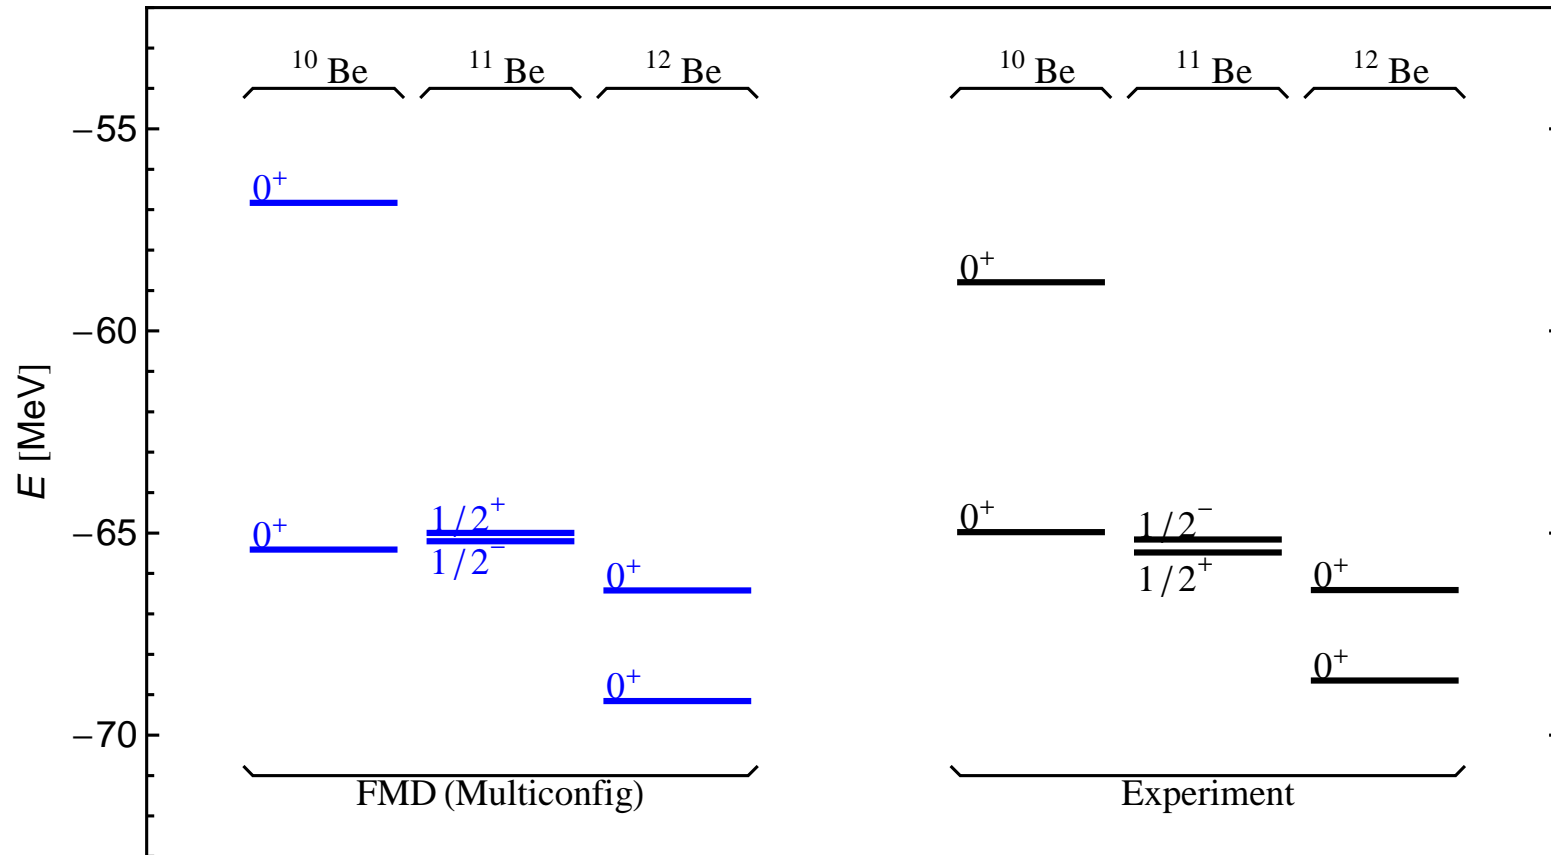 10 Be 11 Be 12 Be 10 Be 11 Be 12 Be
−55
0+
0+
−60
E [MeV]
1/2+
1/2−
0+ 0+ 1/2−
−65
1/2+
0+ 0+
0+ 0+
−70
FMD (Multiconfig) Experiment